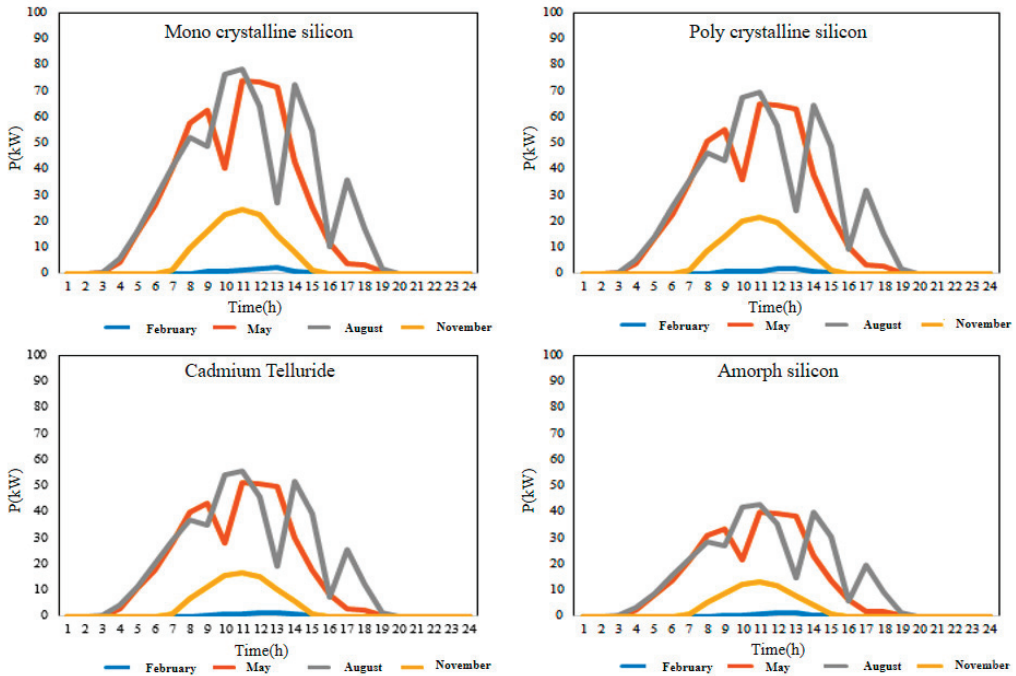 Mono crystalline silicon
P(kW)
100
90
80
70
60
50
40
30
20
10
0
1 2 3 4 5 6 7 8 9 10 11 12 13 14 15 16 17 18 19 20 21 22 23 24
Time(h)
February May August November
Poly crystalline silicon
P(kW)
100
90
80
70
60
50
40
30
20
10
0
1 2 3 4 5 6 7 8 9 10 11 12 13 14 15 16 17 18 19 20 21 22 23 24
Time(h)
February May August November
Cadmium Telluride
P(kW)
100
90
80
70
60
50
40
30
20
10
0
1 2 3 4 5 6 7 8 9 10 11 12 13 14 15 16 17 18 19 20 21 22 23 24
Time(h)
February May August November
Amorph silicon
P(kW)
100
90
80
70
60
50
40
30
20
10
0
1 2 3 4 5 6 7 8 9 10 11 12 13 14 15 16 17 18 19 20 21 22 23 24
Time(h)
February May August November